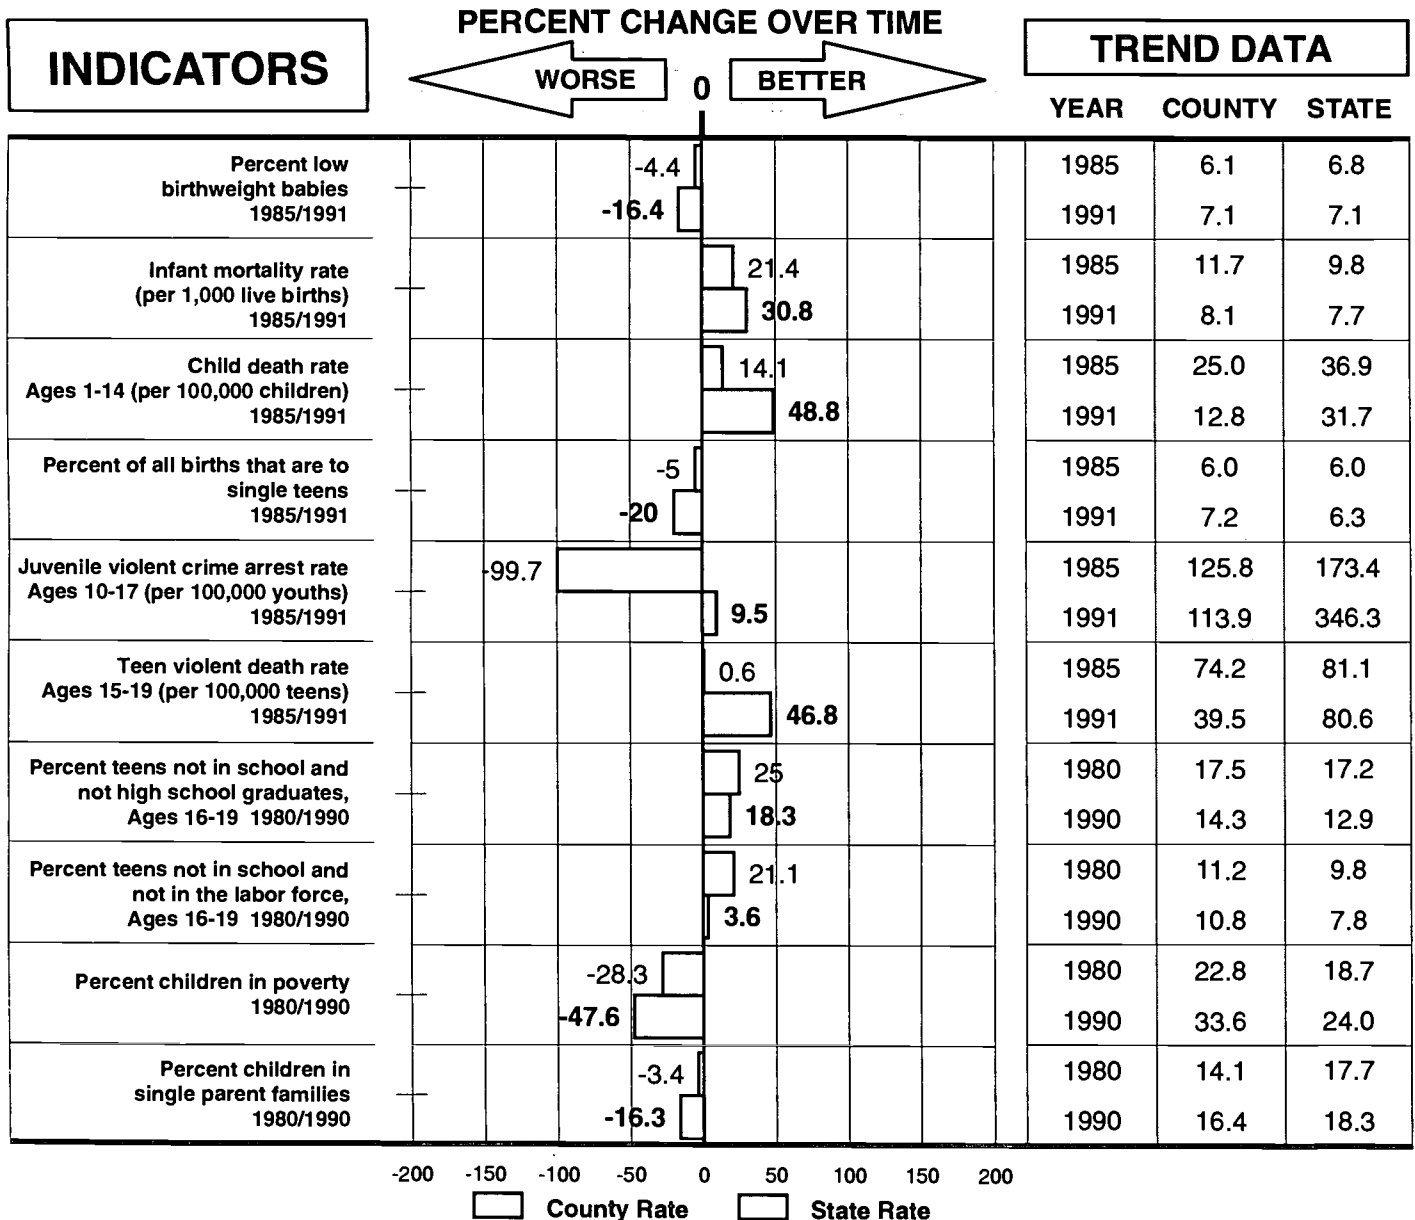 PERCENT CHANGE OVER TIME
INDICATORS
WORSE
0
BETTER
TREND DATA
YEAR COUNTY STATE
Percent low
birthweight babies
1985/1991
-4.4
-16.4
1985 6.1 6.8
1991 7.1 7.1
Infant mortality rate
(per 1,000 live births)
1985/1991
21.4
30.8
1985 11.7 9.8
1991 8.1 7.7
Child death rate
Ages 1-14 (per 100,000 children)
1985/1991
14.1
48.8
1985 25.0 36.9
1991 12.8 31.7
Percent of all births that are to
single teens
1985/1991
-5
-20
1985 6.0 6.0
1991 7.2 6.3
Juvenile violent crime arrest rate
Ages 10-17 (per 100,000 youths)
1985/1991
-99.7
9.5
1985 125.8 173.4
1991 113.9 346.3
Teen violent death rate
Ages 15-19 (per 100,000 teens)
1985/1991
0.6
46.8
1985 74.2 81.1
1991 39.5 80.6
Percent teens not in school and
not high school graduates,
Ages 16-19 1980/1990
25
18.3
1980 17.5 17.2
1990 14.3 12.9
Percent teens not in school and
not in the labor force,
Ages 16-19 1980/1990
21.1
3.6
1980 11.2 9.8
1990 10.8 7.8
Percent children in poverty
1980/1990
-28.3
-47.6
1980 22.8 18.7
1990 33.6 24.0
Percent children in
single parent families
1980/1990
-3.4
-16.3
1980 14.1 17.7
1990 16.4 18.3
-200 -150 -100 -50 0 50 100 150 200
County Rate State Rate